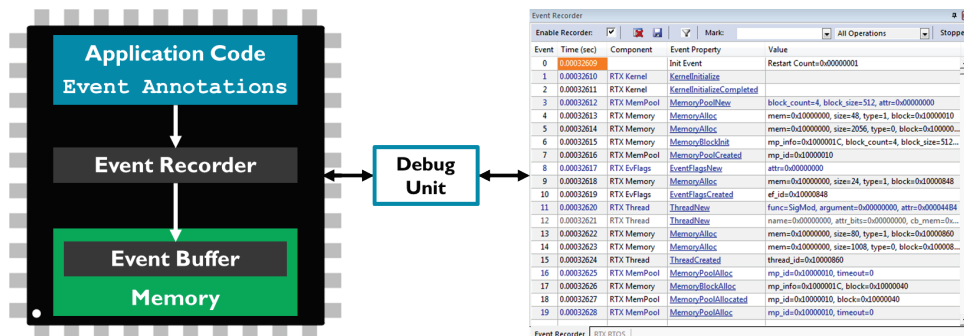 Application Code
Event Annotations
Event Recorder
Event Buffer
Memory
Debug
Unit
Event Recorder
Enable Recorder: Mark: All Operations Stoppe
Event Time (sec) Component Event Property Value
0 0.00032609 Init Event Restart Count=0x00000001
1 0.00032610 RTX Kernel KernelInitialize
2 0.00032611 RTX Kernel KernelInitializeCompleted
3 0.00032612 RTX MemPool MemoryPoolNew block_count=4, block_size=512, attr=0x00000000
4 0.00032613 RTX Memory MemoryAlloc mem=0x10000000, size=48, type=1, block=0x10000010
5 0.00032614 RTX Memory MemoryAlloc mem=0x10000000, size=2056, type=0, block=0x100000...
6 0.00032615 RTX Memory MemoryBlockInit mp_info=0x1000001C, block_count=4, block_size=512...
7 0.00032616 RTX MemPool MemoryPoolCreated mp_id=0x10000010
8 0.00032617 RTX EvFlags EventFlagsNew attr=0x00000000
9 0.00032618 RTX Memory MemoryAlloc mem=0x10000000, size=24, type=1, block=0x10000848
10 0.00032619 RTX EvFlags EventFlagsCreated ef_id=0x10000848
11 0.00032620 RTX Thread ThreadNew func=SigMod, argument=0x00000000, attr=0x000044B4
12 0.00032621 RTX Thread ThreadNew name=0x00000000, attr_bits=0x00000000, cb_mem=0x...
13 0.00032622 RTX Memory MemoryAlloc mem=0x10000000, size=80, type=1, block=0x10000860
14 0.00032623 RTX Memory MemoryAlloc mem=0x10000000, size=1008, type=0, block=0x100008...
15 0.00032624 RTX Thread ThreadCreated thread_id=0x10000860
16 0.00032625 RTX MemPool MemoryPoolAlloc mp_id=0x10000010, timeout=0
17 0.00032626 RTX Memory MemoryBlockAlloc mp_info=0x1000001C, block=0x10000040
18 0.00032627 RTX MemPool MemoryPoolAllocated mp_id=0x10000010, block=0x10000040
19 0.00032628 RTX MemPool MemoryPoolAlloc mp_id=0x10000010, timeout=0
Event Recorder RTX RTOS